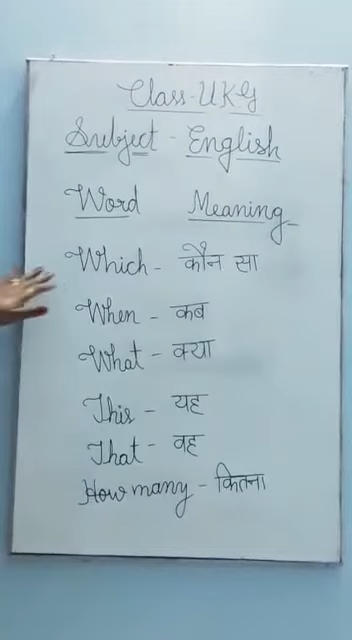 Class-UKG
Subject - English
Word Meaning-
Which - कौन सा
When - कब
What - क्या
This - यह
That - वह
How many - कितना